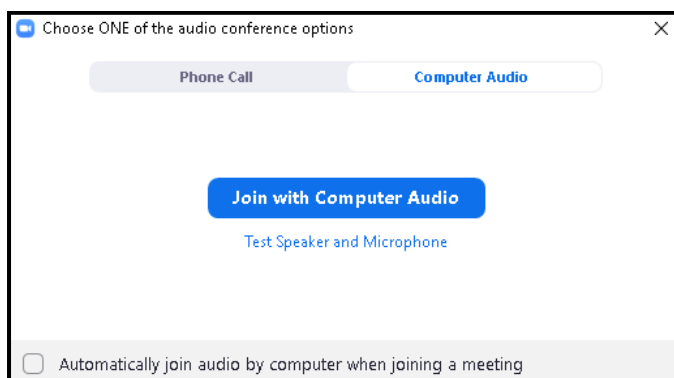 Choose ONE of the audio conference options
Phone Call
Computer Audio
Join with Computer Audio
Test Speaker and Microphone
Automatically join audio by computer when joining a meeting